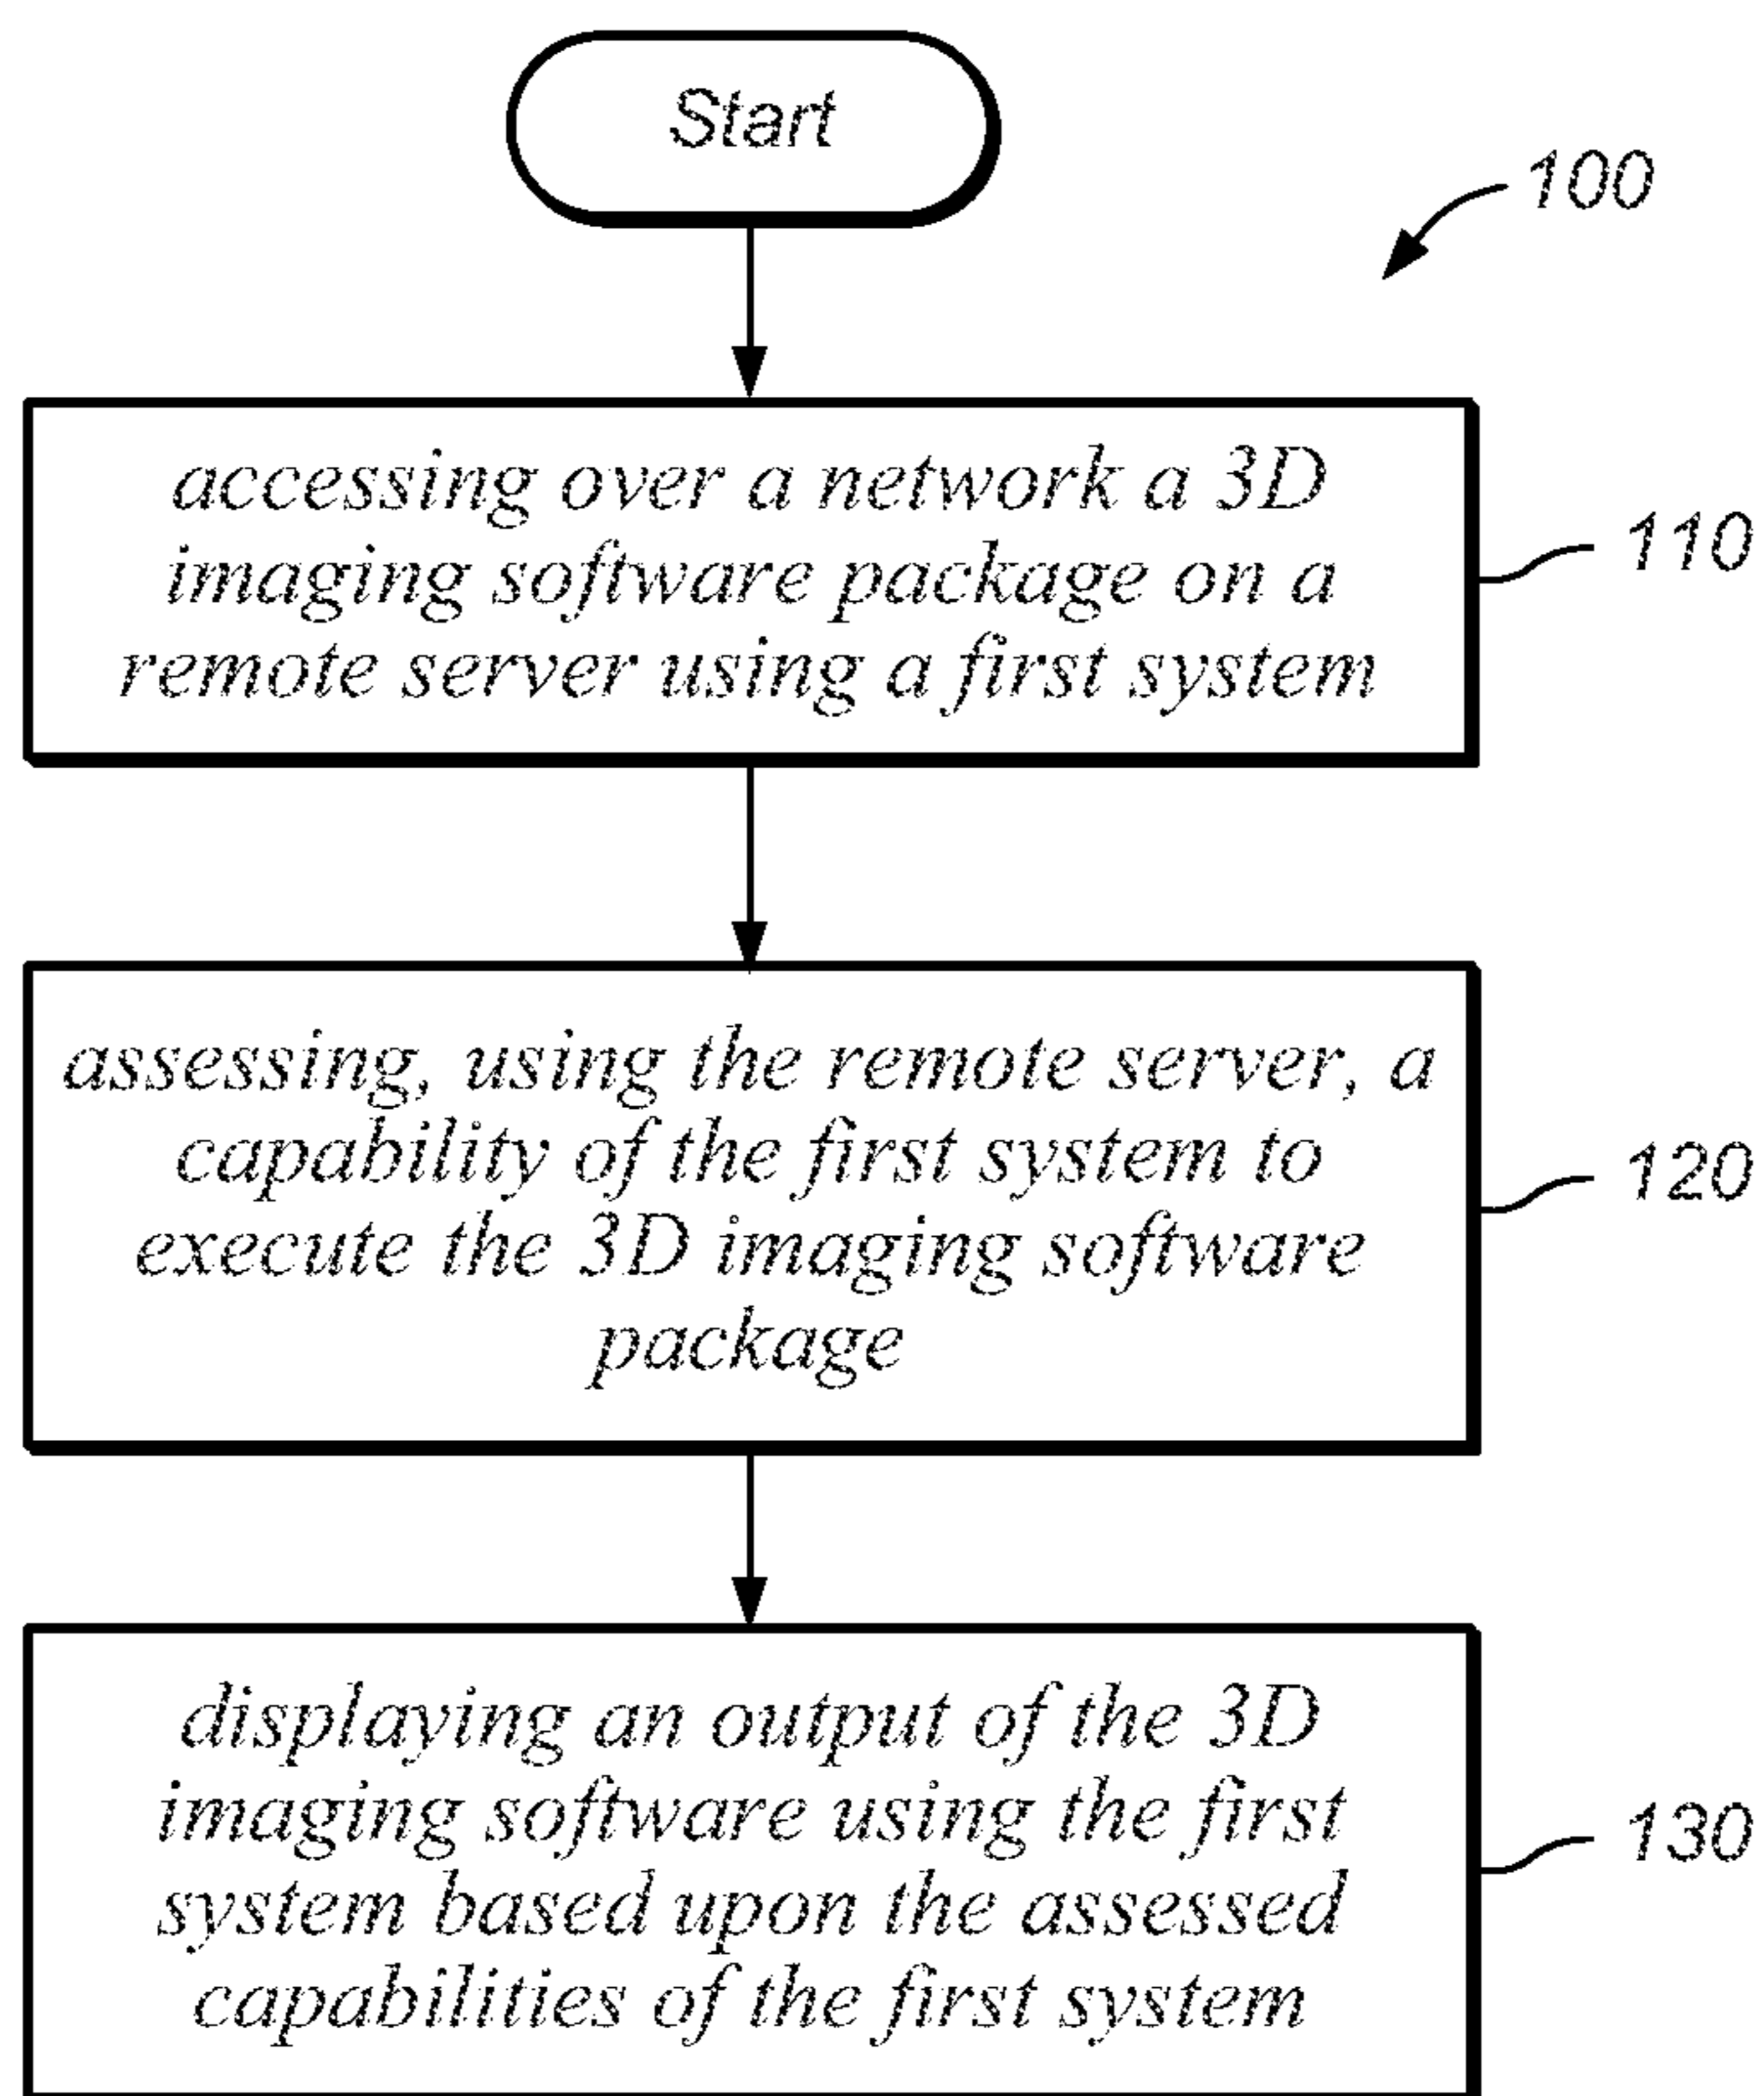 Start
100
accessing over a network a 3D
imaging software package on a
remote server using a first system
110
assessing, using the remote server, a
capability of the first system to
execute the 3D imaging software
package
120
displaying an output of the 3D
imaging software using the first
system based upon the assessed
capabilities of the first system
130